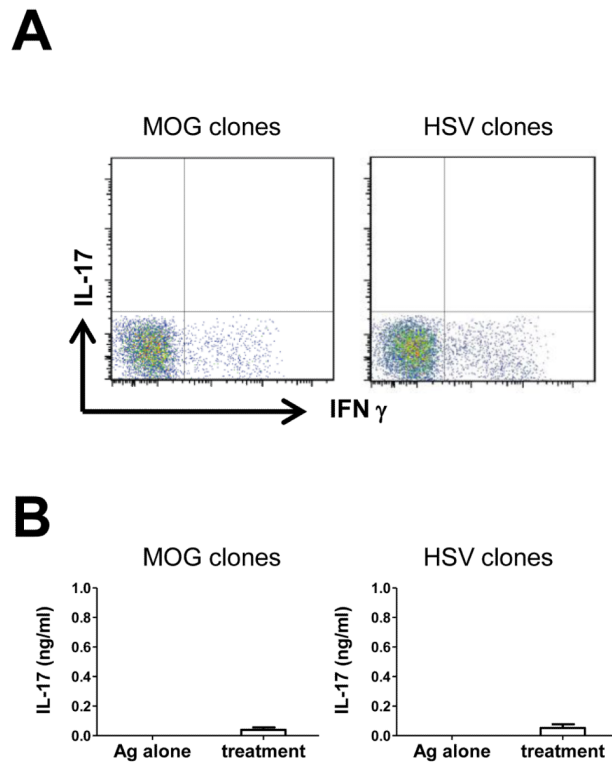 A
MOG clones HSV clones
IL-17
IFN γ
B
MOG clones HSV clones
IL-17 (ng/ml)
1.0
0.8
0.6
0.4
0.2
0
Ag alone treatment
IL-17 (ng/ml)
1.0
0.8
0.6
0.4
0.2
0
Ag alone treatment